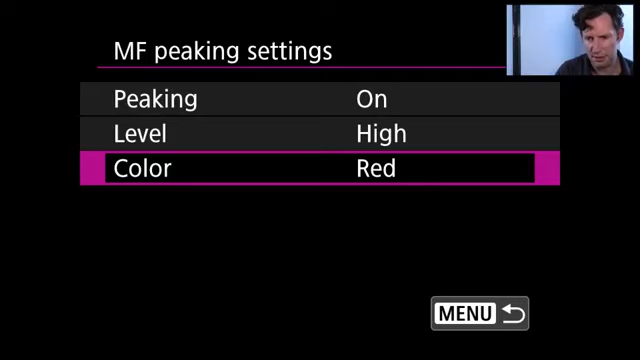 MF peaking settings
Peaking On
Level High
Color Red
MENU